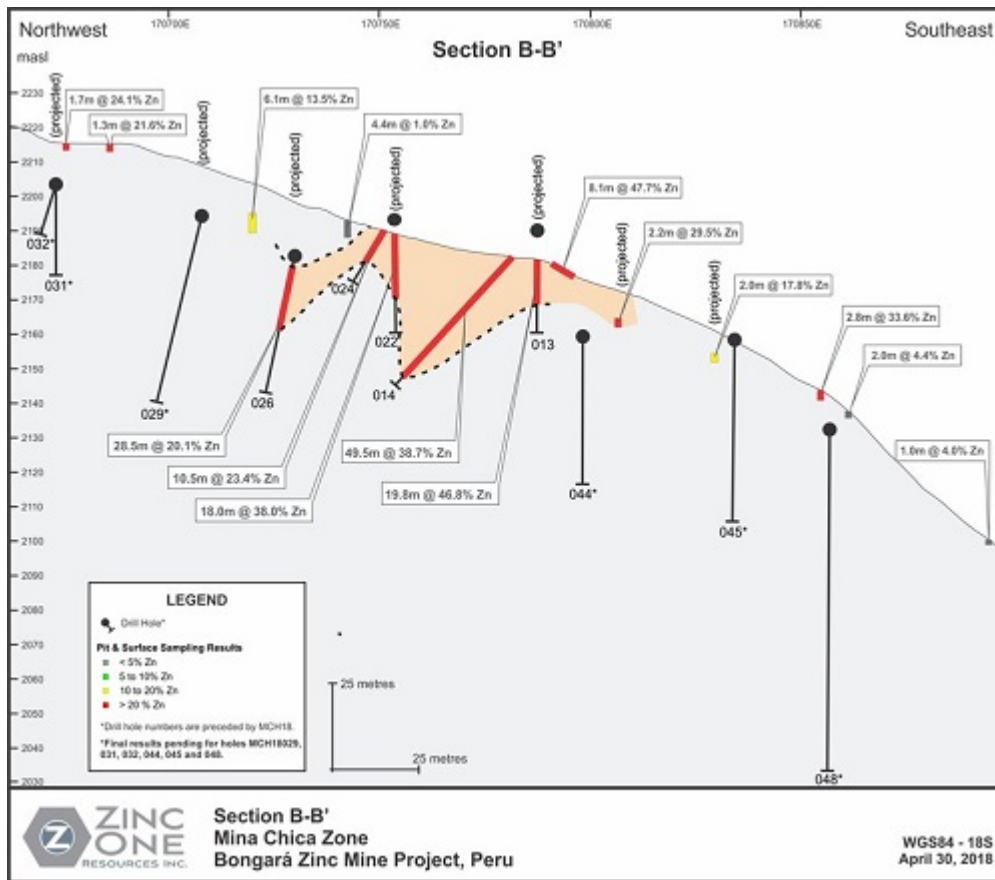 170700E
170750E
170800E
170850E
Northwest
Southeast
Section B-B'
masl
2230
2220
2210
2200
2190
2180
2170
2160
2150
2140
2130
2120
2110
2100
2090
2080
2070
2060
2050
2040
2030
(projected)
1.7m @ 24.1% Zn
1.3m @ 21.6% Zn
(projected)
6.1m @ 13.5% Zn
(projected)
4.4m @ 1.0% Zn
(projected)
(projected)
8.1m @ 47.7% Zn
(projected)
2.2m @ 29.5% Zn
(projected)
2.0m @ 17.8% Zn
2.8m @ 33.6% Zn
2.0m @ 4.4% Zn
1.0m @ 4.0% Zn
032*
031*
029*
026
024
022
014
013
044*
045*
048*
28.5m @ 20.1% Zn
10.5m @ 23.4% Zn
18.0m @ 38.0% Zn
49.5m @ 38.7% Zn
19.8m @ 46.8% Zn
LEGEND
Drill Hole*
Pit & Surface Sampling Results
< 5% Zn
5 to 10% Zn
10 to 20% Zn
> 20 % Zn
*Drill hole numbers are preceded by MCH18.
*Final results pending for holes MCH18029,
031, 032, 044, 045 and 048.
25 metres
25 metres
Z
ZINC
ONE
RESOURCES INC.
Section B-B'
Mina Chica Zone
Bongará Zinc Mine Project, Peru
WGS84 - 18S
April 30, 2018